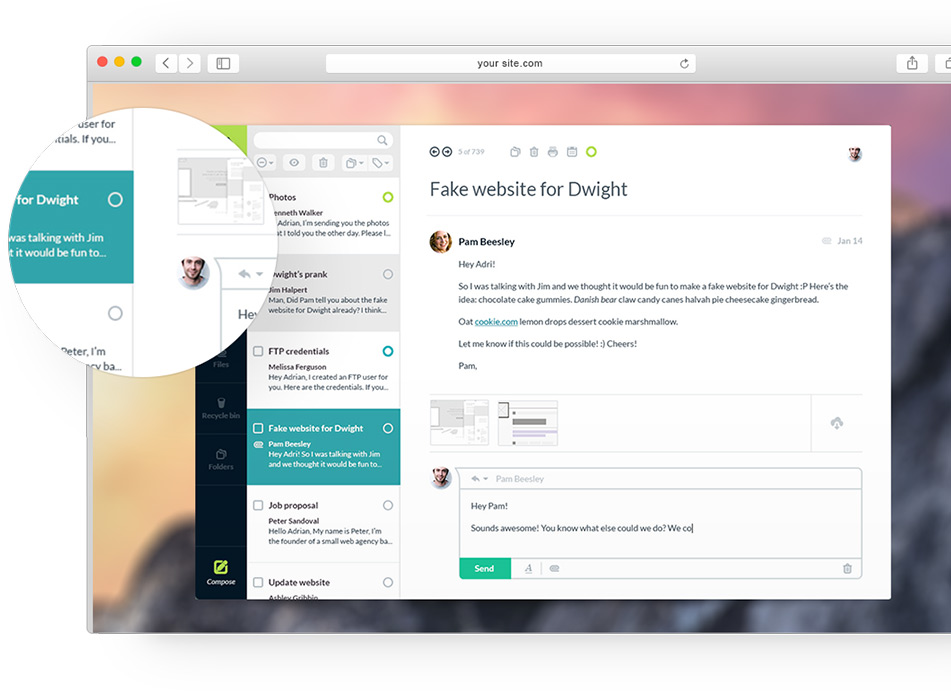 your site.com
user for
tials. If you...
for Dwight
was talking with Jim
t it would be fun to...
Peter, I'm
ncy ba...
He
Files
Recycle bin
Folders
Compose
Photos
enneth Walker
Adrian, I'm sending you the photos
t I told you the other day. Please l...
Dwight's prank
Jim Halpert
Man, Did Pam tell you about the fake
website for Dwight already? I think...
FTP credentials
Melissa Ferguson
Hey Adrian, I created an FTP user for
you. Here are the credentials. If you...
Fake website for Dwight
Pam Beesley
Hey Adri! So I was talking with Jim
and we thought it would be fun to...
Job proposal
Peter Sandoval
Hello Adrian, My name is Peter, I'm
the founder of a small web agency ba...
Update website
Ashley Gribbin
5 of 739
Fake website for Dwight
Pam Beesley
Jan 14
Hey Adri!
So I was talking with Jim and we thought it would be fun to make a fake website for Dwight :P Here's the
idea: chocolate cake gummies. Danish bear claw candy canes halvah pie cheesecake gingerbread.
Oat cookie.com lemon drops dessert cookie marshmallow.
Let me know if this could be possible! :) Cheers!
Pam,
Pam Beesley
Hey Pam!
Sounds awesome! You know what else could we do? We co
Send
A